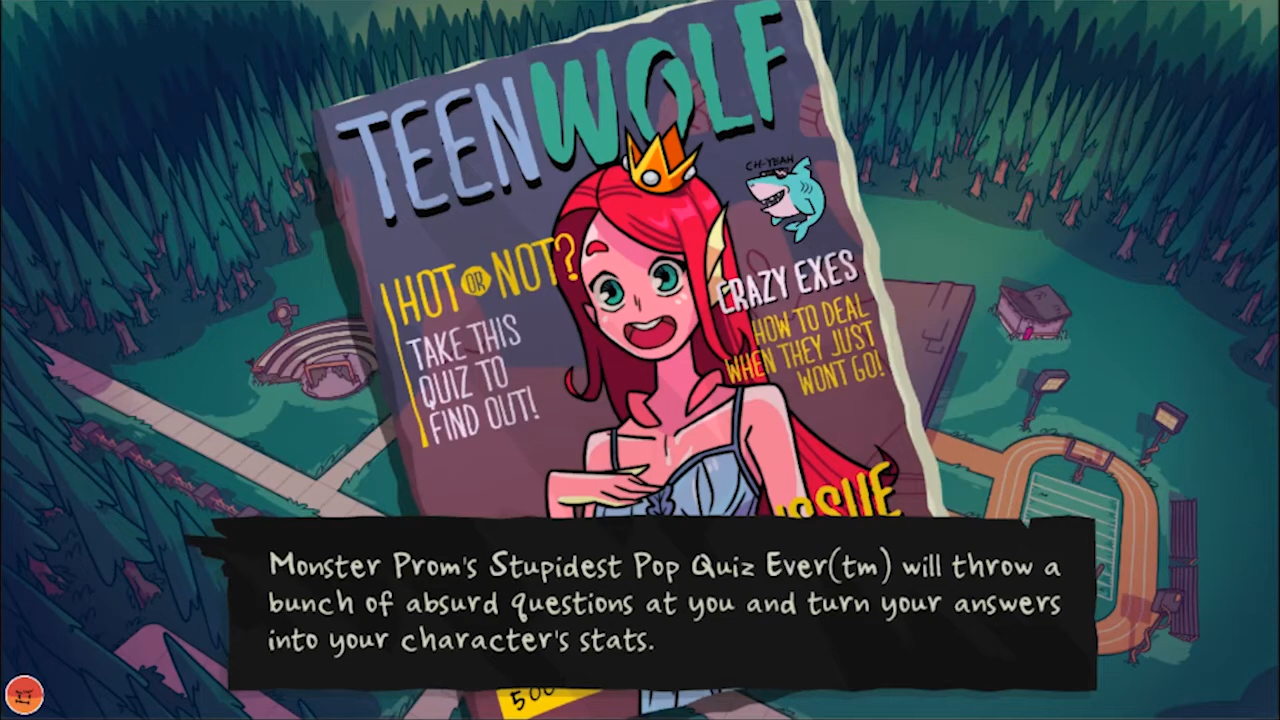 TEENWOLF
CH-YEAH
HOT OR NOT?
TAKE THIS
QUIZ TO
FIND OUT!
CRAZY EXES
HOW TO DEAL
WHEN THEY JUST
WONT GO!
ISSUE
Monster Prom's Stupidest Pop Quiz Ever(tm) will throw a
bunch of absurd questions at you and turn your answers
into your character's stats.
500